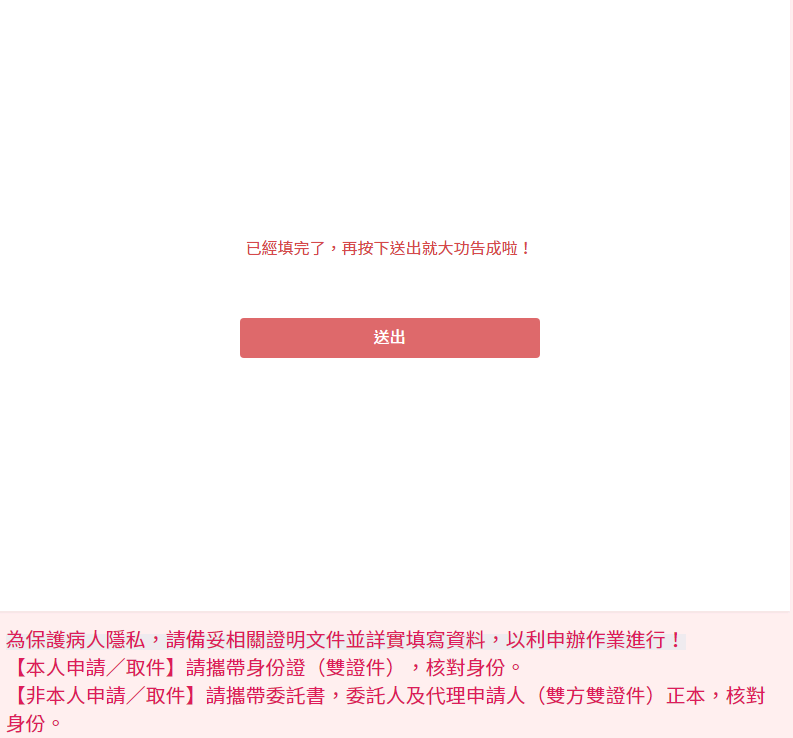 已經填完了，再按下送出就大功告成啦！
送出
為保護病人隱私，請備妥相關證明文件並詳實填寫資料，以利申辦作業進行！
【本人申請／取件】請攜帶身份證（雙證件），核對身份。
【非本人申請／取件】請攜帶委託書，委託人及代理申請人（雙方雙證件）正本，核對
身份。